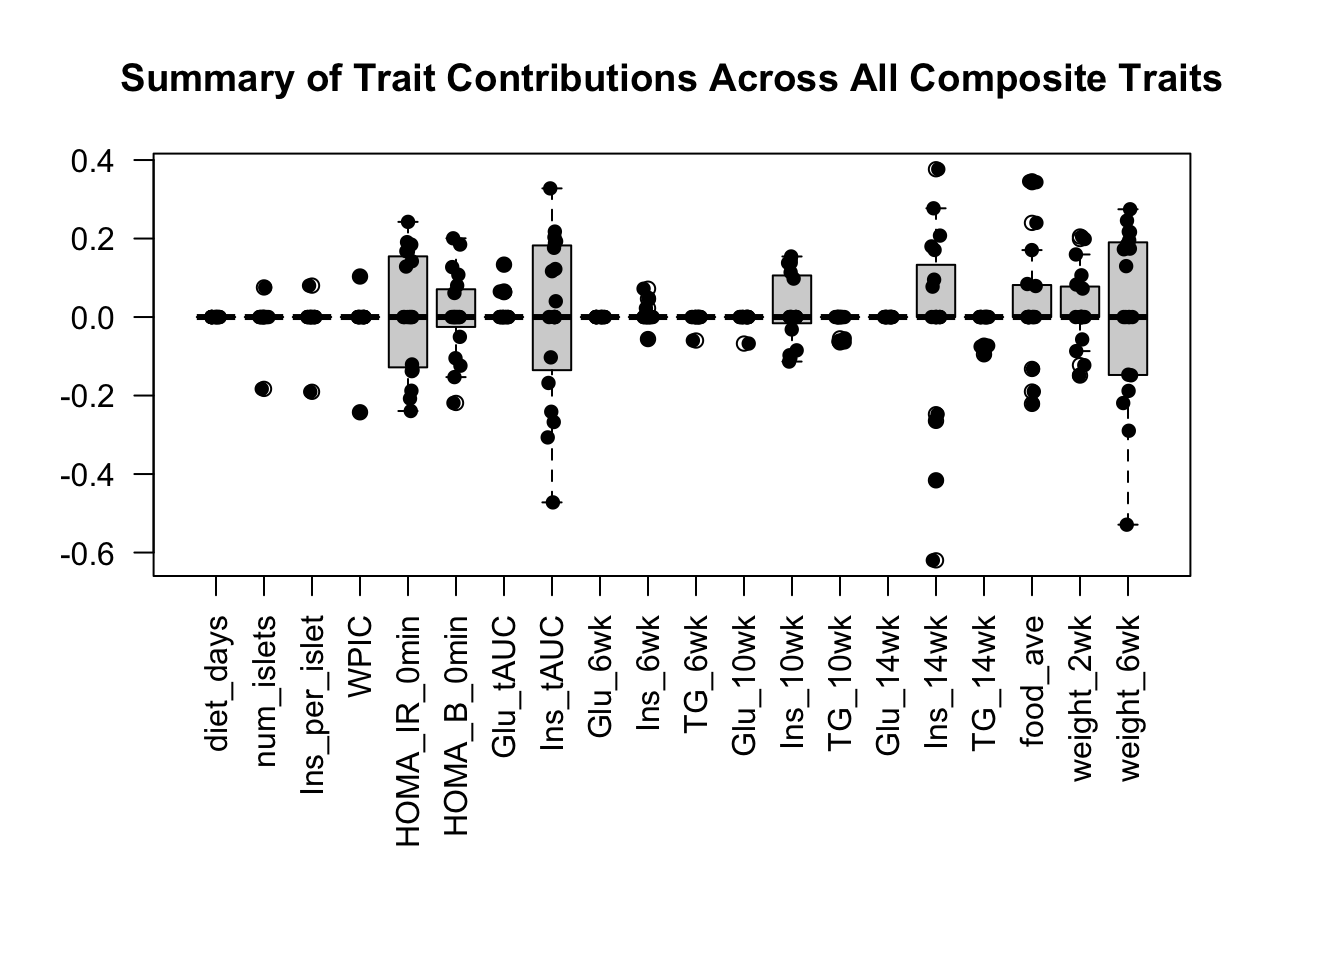 Summary of Trait Contributions Across All Composite Traits
0.4
0.2
0.0
-0.2
-0.4
-0.6
diet_days
num_islets
Ins_per_islet
WPIC
HOMA_IR_0min
HOMA_B_0min
Glu_tAUC
Ins_tAUC
Glu_6wk
Ins_6wk
TG_6wk
Glu_10wk
Ins_10wk
TG_10wk
Glu_14wk
Ins_14wk
TG_14wk
food_ave
weight_2wk
weight_6wk